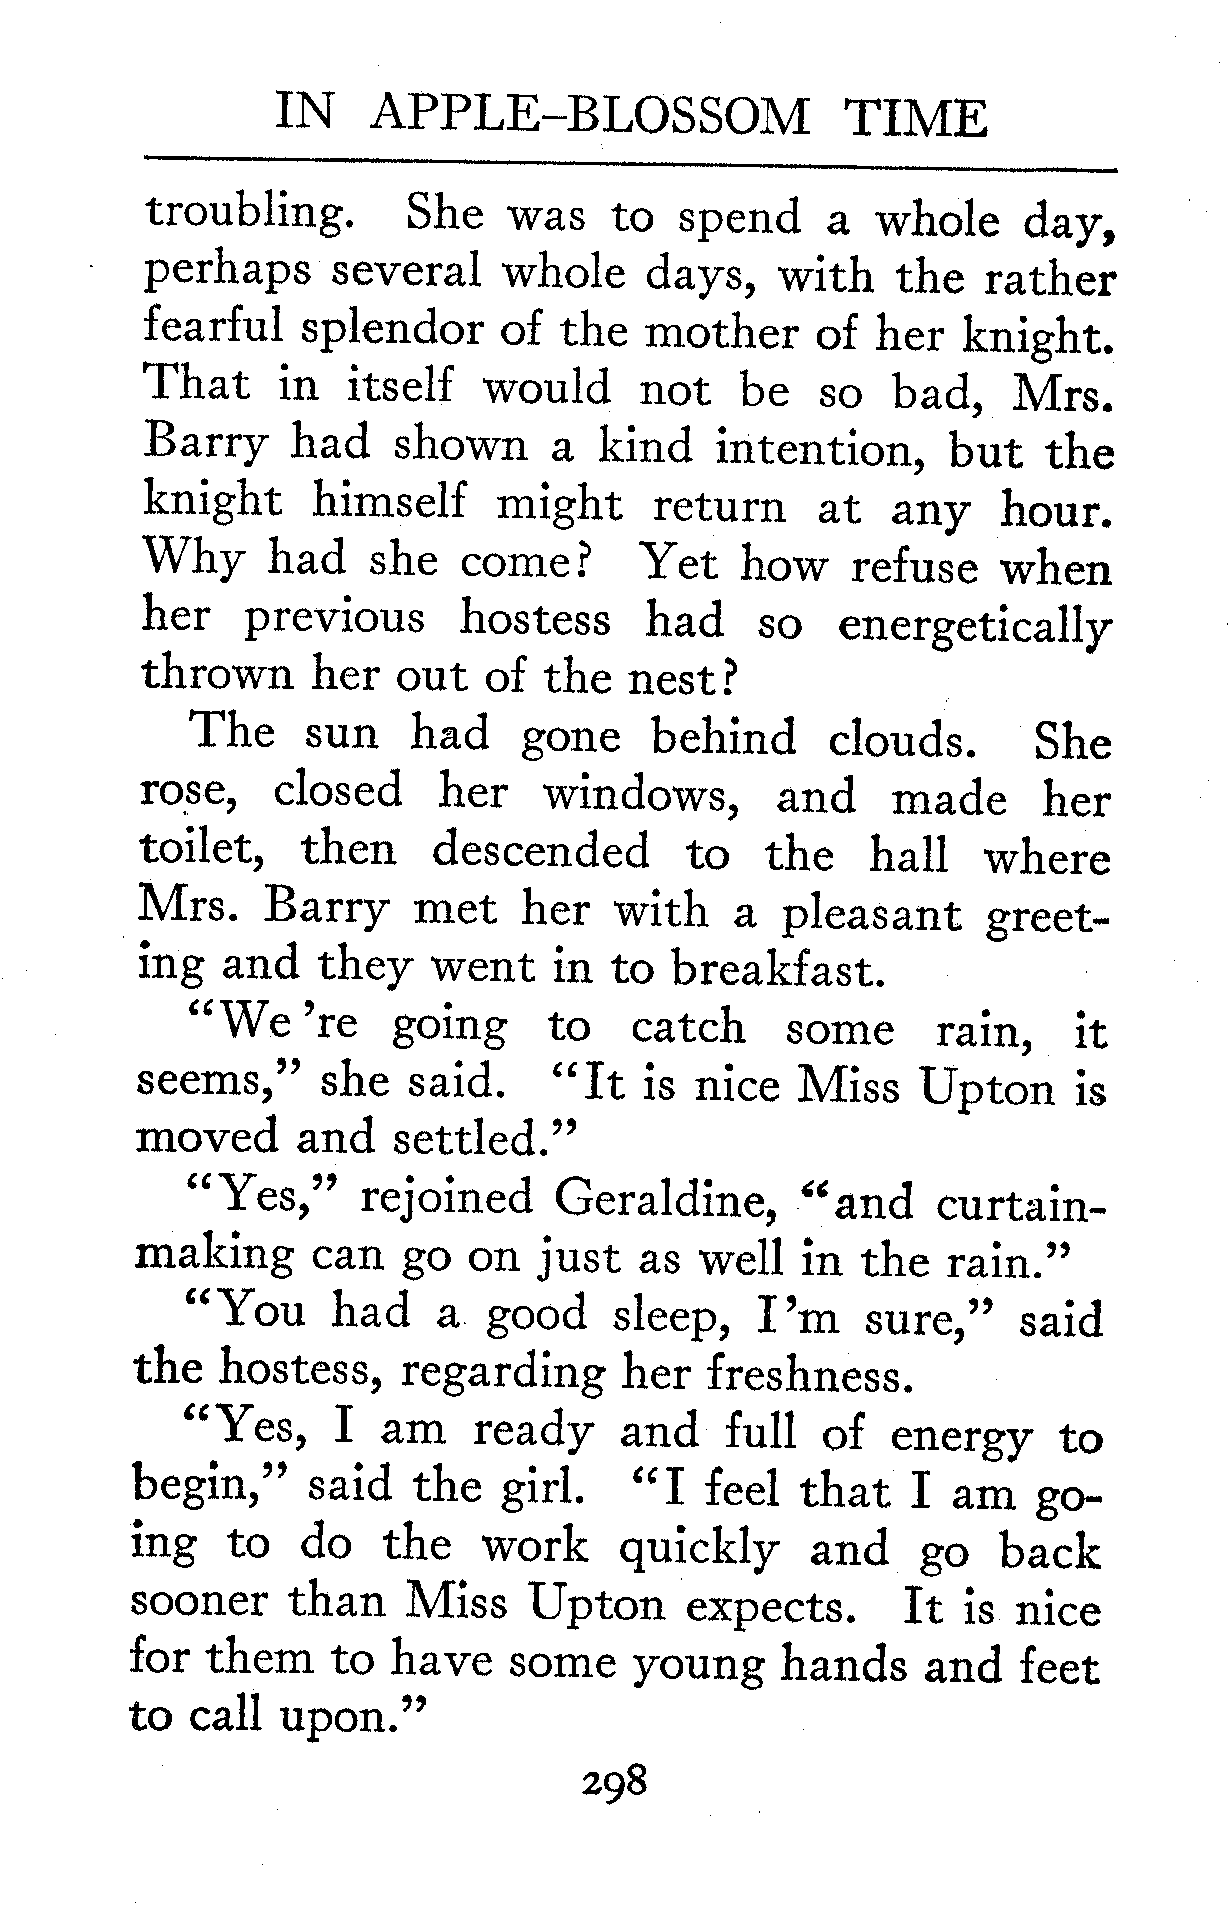 IN APPLE-BLOSSOM TIME
troubling. She was to spend a whole day,
perhaps several whole days, with the rather
fearful splendor of the mother of her knight.
That in itself would not be so bad, Mrs.
Barry had shown a kind intention, but the
knight himself might return at any hour.
Why had she come? Yet how refuse when
her previous hostess had so energetically
thrown her out of the nest?
The sun had gone behind clouds. She
rose, closed her windows, and made her
toilet, then descended to the hall where
Mrs. Barry met her with a pleasant greet-
ing and they went in to breakfast.
“We 're going to catch some rain, it
seems,” she said. “It is nice Miss Upton is
moved and settled.”
“Yes,” rejoined Geraldine, “and curtain-
making can go on just as well in the rain.”
“You had a good sleep, I 'm sure,” said
the hostess, regarding her freshness.
“Yes, I am ready and full of energy to
begin,” said the girl. “I feel that I am go-
ing to do the work quickly and go back
sooner than Miss Upton expects. It is nice
for them to have some young hands and feet
to call upon.”
298